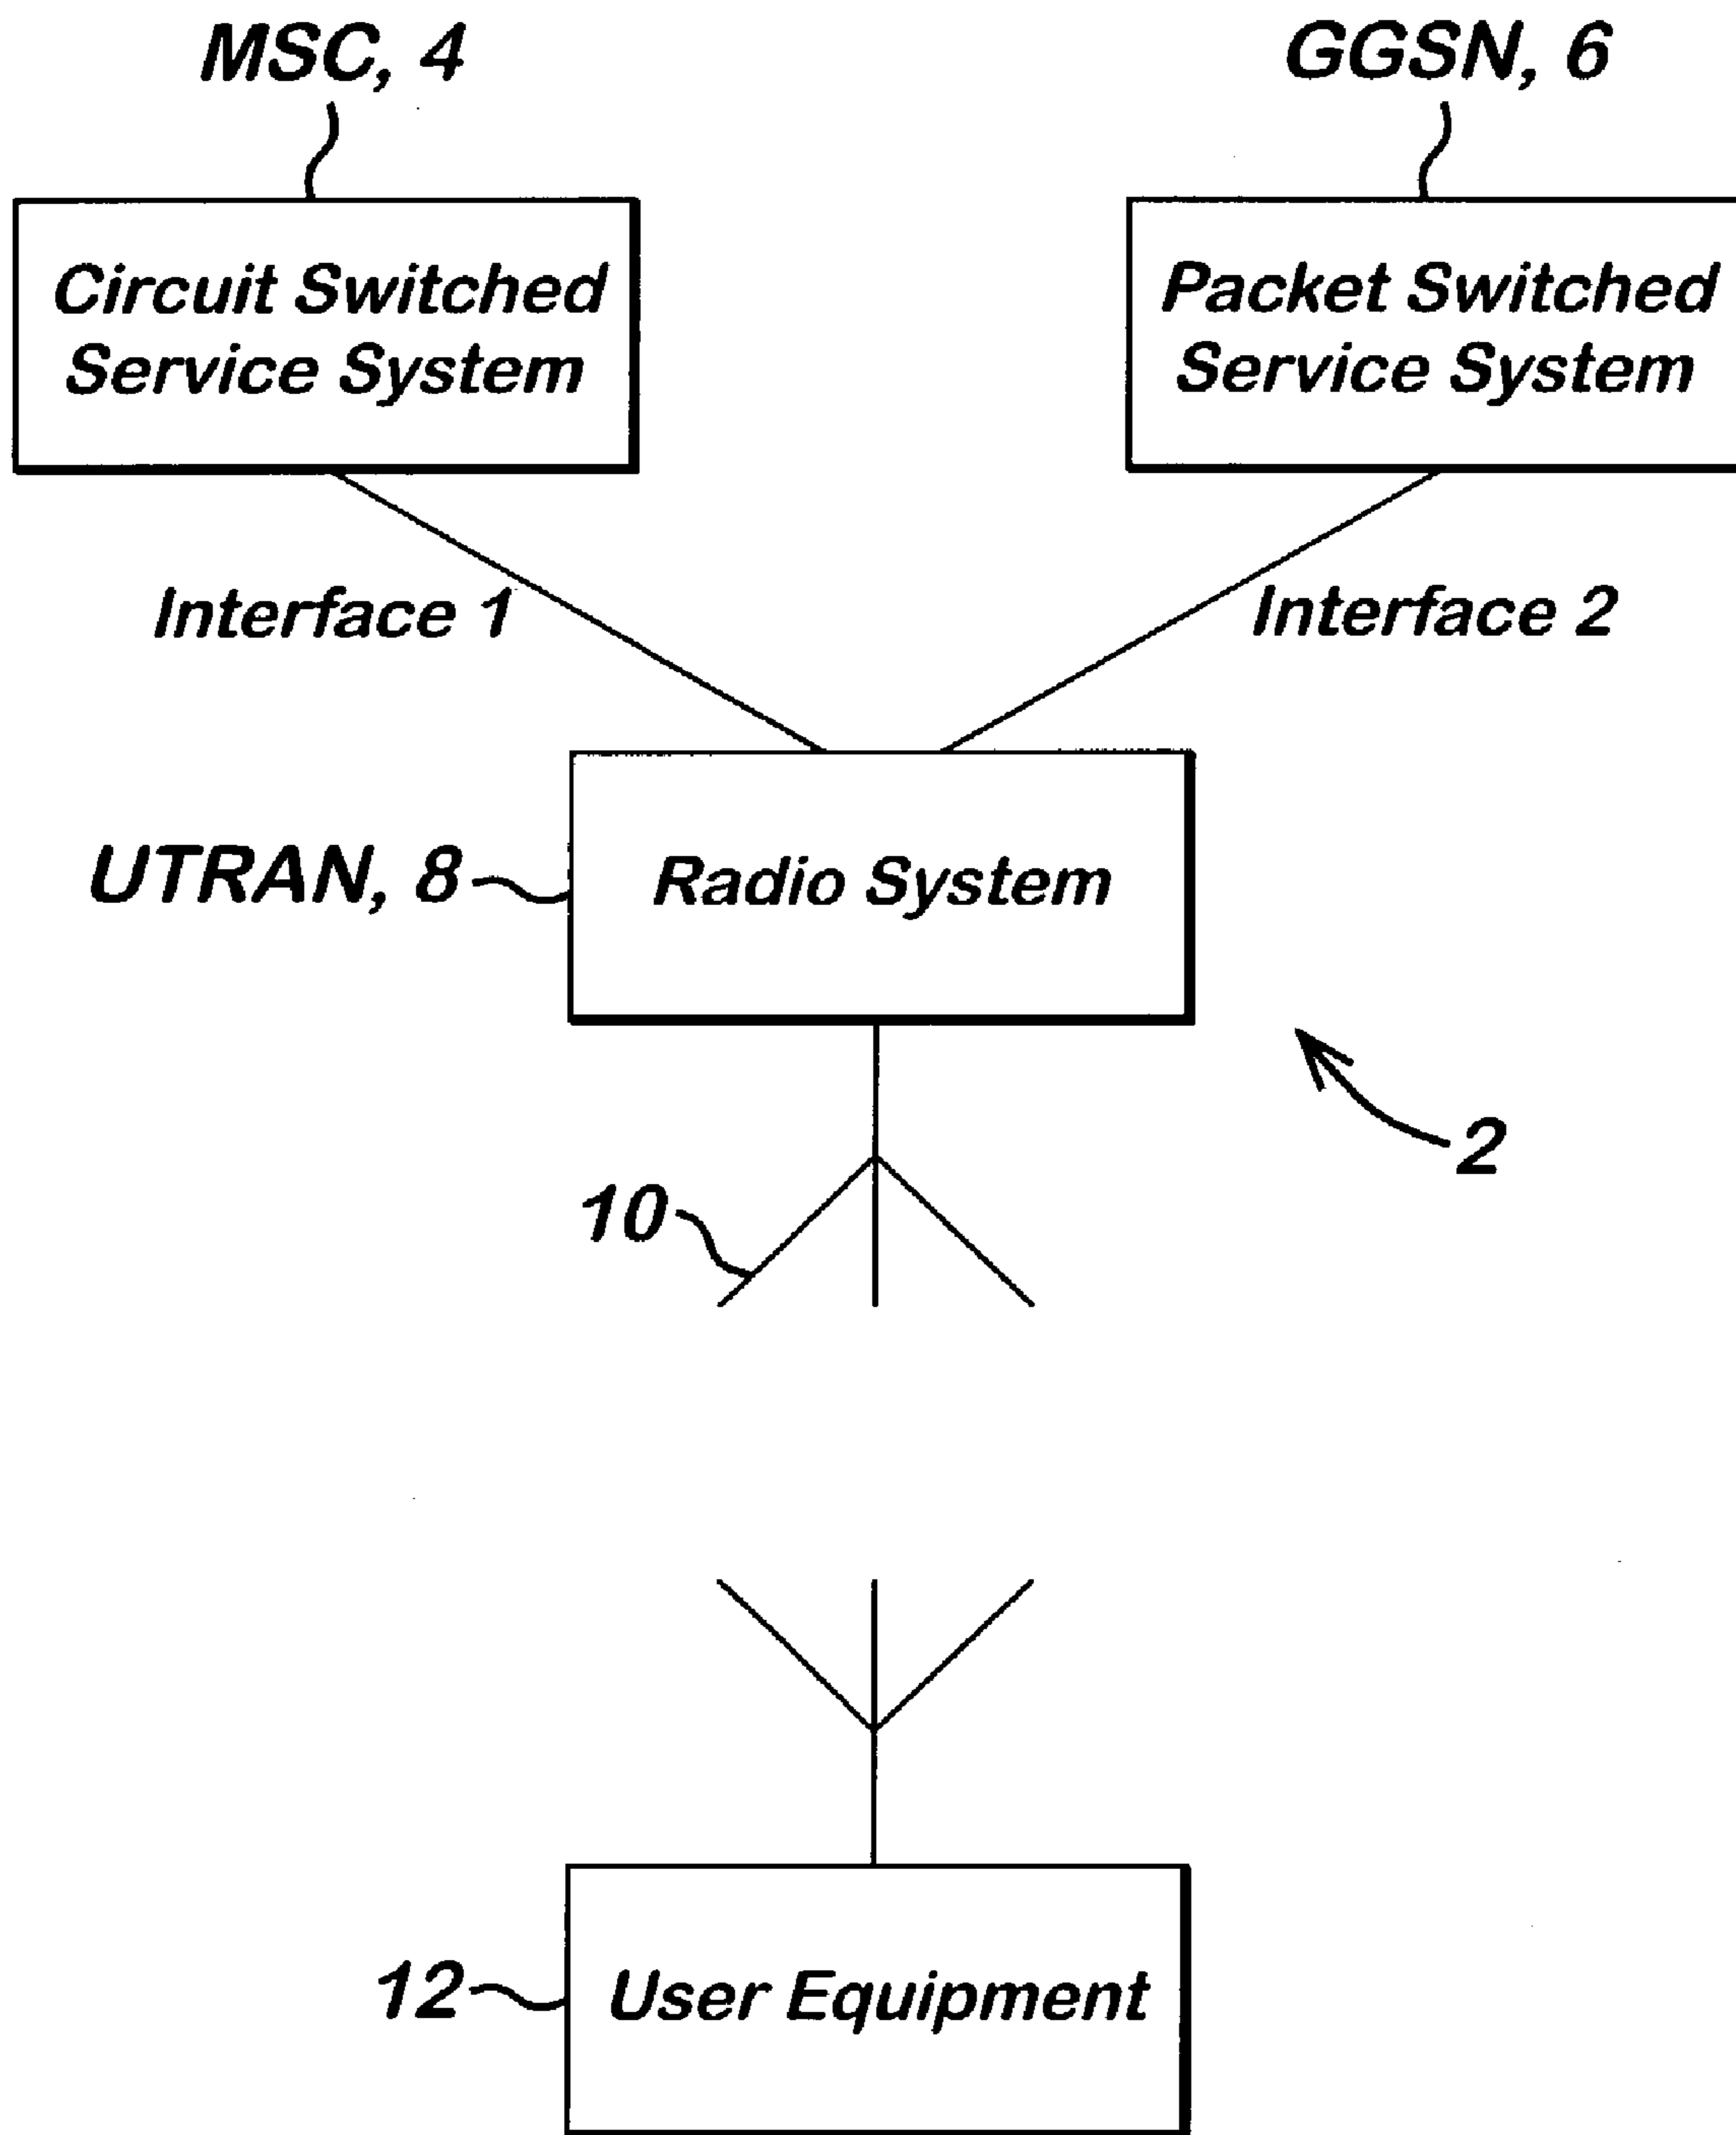 MSC, 4
GGSN, 6
Circuit Switched
Service System
Packet Switched
Service System
Interface 1
Interface 2
UTRAN, 8
Radio System
2
10
12
User Equipment